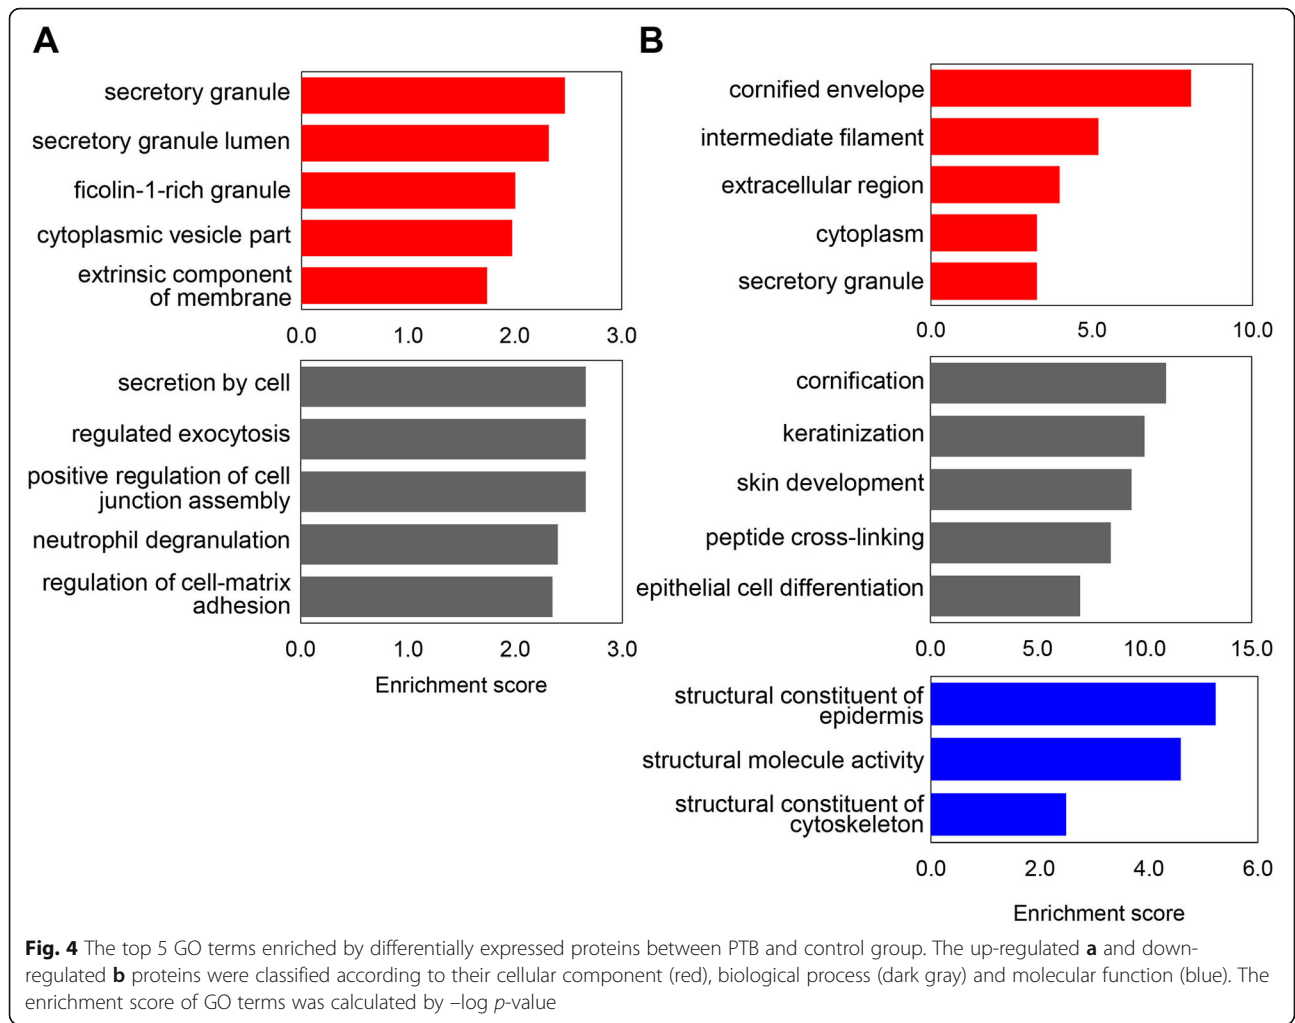 A
secretory granule
secretory granule lumen
ficolin-1-rich granule
cytoplasmic vesicle part
extrinsic component
of membrane
0.0 1.0 2.0 3.0
secretion by cell
regulated exocytosis
positive regulation of cell
junction assembly
neutrophil degranulation
regulation of cell-matrix
adhesion
0.0 1.0 2.0 3.0
Enrichment score
B
cornified envelope
intermediate filament
extracellular region
cytoplasm
secretory granule
0.0 5.0 10.0
cornification
keratinization
skin development
peptide cross-linking
epithelial cell differentiation
0.0 5.0 10.0 15.0
structural constituent of
epidermis
structural molecule activity
structural constituent of
cytoskeleton
0.0 2.0 4.0 6.0
Enrichment score
Fig. 4 The top 5 GO terms enriched by differentially expressed proteins between PTB and control group. The up-regulated a and down-
regulated b proteins were classified according to their cellular component (red), biological process (dark gray) and molecular function (blue). The
enrichment score of GO terms was calculated by –log p-value